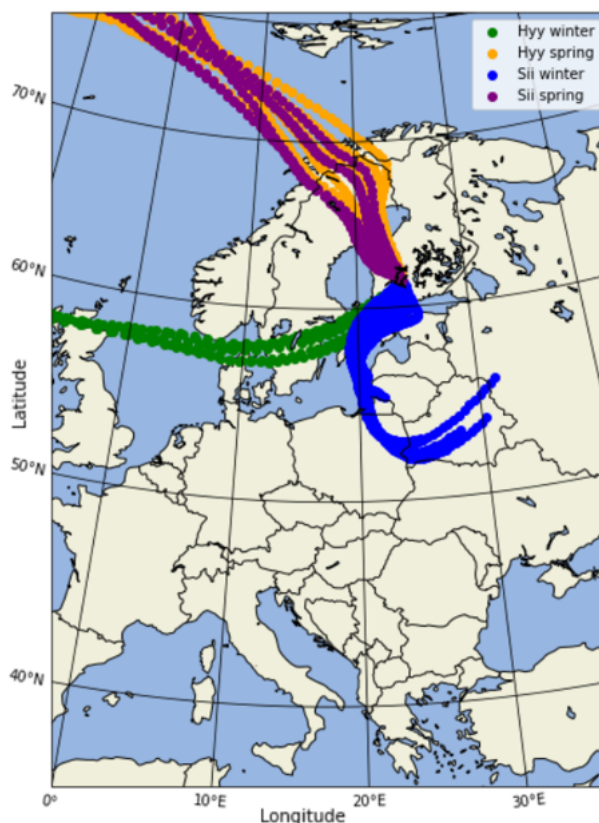 Hyy winter
Hyy spring
Sii winter
Sii spring
70°N
60°N
50°N
40°N
Latitude
0° 10°E 20°E 30°E
Longitude